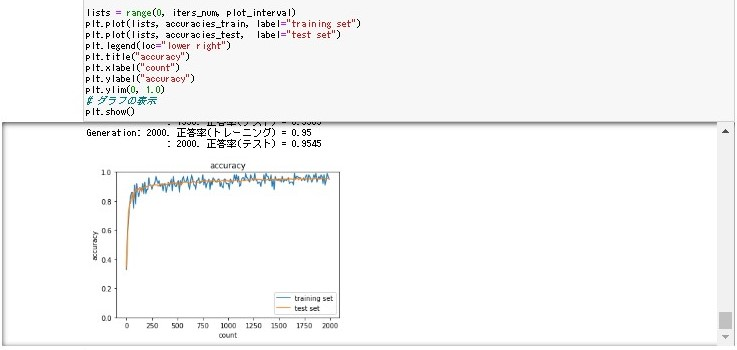 lists = range(0, iters_num, plot_interval)
plt.plot(lists, accuracies_train, label="training set")
plt.plot(lists, accuracies_test,  label="test set")
plt.legend(loc="lower right")
plt.title("accuracy")
plt.xlabel("count")
plt.ylabel("accuracy")
plt.ylim(0, 1.0)
# グラフの表示
plt.show()
Generation: 2000. 正答率(トレーニング) = 0.95
: 2000. 正答率(テスト) = 0.9545
accuracy
1.0
0.8
0.6
0.4
0.2
0.0
accuracy
training set
test set
0 250 500 750 1000 1250 1500 1750 2000
count